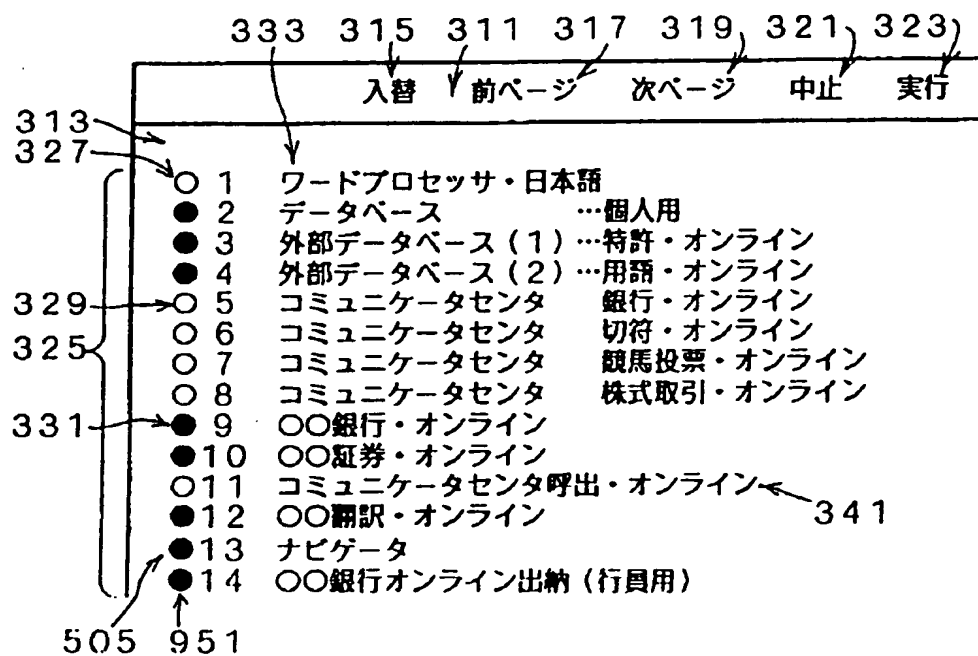 333 315 311 317 319 321 323
入替 前ページ 次ページ 中止 実行
313
327
○ 1 ワードプロセッサ・日本語
● 2 データベース …個人用
● 3 外部データベース(1)…特許・オンライン
● 4 外部データベース(2)…用語・オンライン
329 ○ 5 コミュニケータセンタ 銀行・オンライン
○ 6 コミュニケータセンタ 切符・オンライン
325 ○ 7 コミュニケータセンタ 競馬投票・オンライン
○ 8 コミュニケータセンタ 株式取引・オンライン
331 ● 9 ○○銀行・オンライン
●10 ○○証券・オンライン
○11 コミュニケータセンタ呼出・オンライン 341
●12 ○○翻訳・オンライン
●13 ナビゲータ
●14 ○○銀行オンライン出納(行員用)
505 951